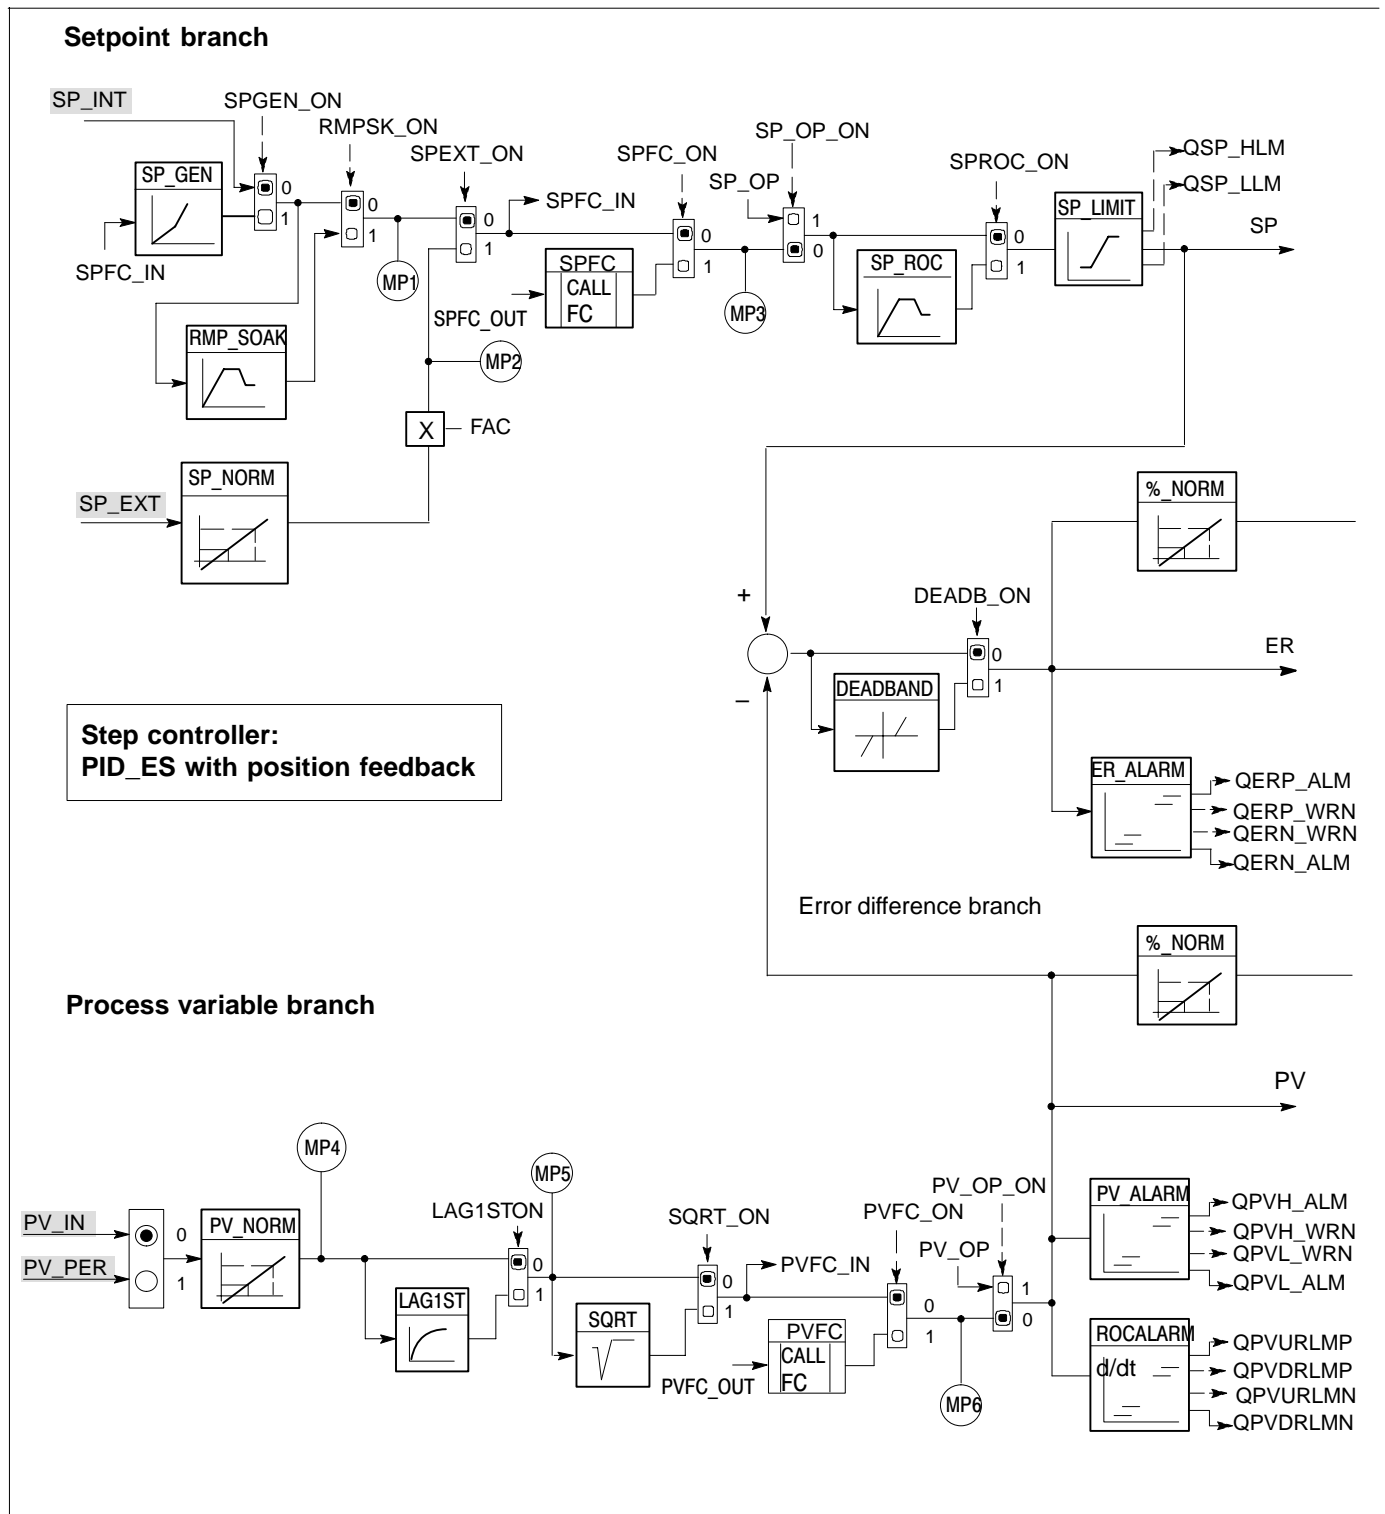 Setpoint branch
SP_INT
SPGEN_ON
RMPSK_ON
SPEXT_ON
SPFC_ON
SP_OP_ON
SP_OP
SPROC_ON
QSP_HLM
QSP_LLM
SP
SP_GEN
0
1
0
1
0
1
SPFC_IN
0
1
1
0
0
1
SP_LIMIT
SPFC_IN
MP1
SPFC
CALL
FC
SPFC_OUT
MP3
SP_ROC
RMP_SOAK
MP2
X
FAC
SP_NORM
SP_EXT
%_NORM
+
DEADB_ON
0
1
ER
–
DEADBAND
Step controller:
PID_ES with position feedback
ER_ALARM
QERP_ALM
QERP_WRN
QERN_WRN
QERN_ALM
Error difference branch
%_NORM
Process variable branch
PV
MP4
MP5
PV_IN
PV_PER
0
1
PV_NORM
LAG1STON
0
1
LAG1ST
SQRT_ON
0
1
SQRT
PVFC_IN
PVFC_ON
0
1
PVFC
CALL
FC
PVFC_OUT
PV_OP_ON
PV_OP
1
0
MP6
PV_ALARM
QPVH_ALM
QPVH_WRN
QPVL_WRN
QPVL_ALM
ROCALARM
d/dt
QPVURLMP
QPVDRLMP
QPVURLMN
QPVDRLMN